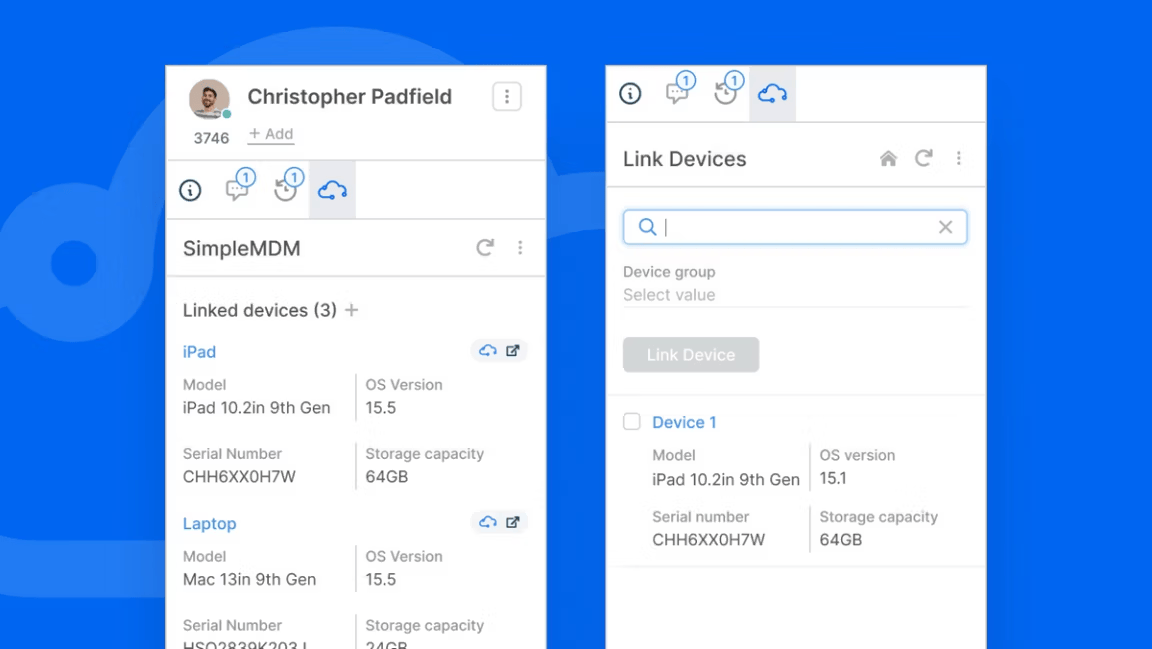 Christopher Padfield
3746
+ Add
1
1
SimpleMDM
Linked devices (3) +
iPad
Model
OS Version
iPad 10.2in 9th Gen
15.5
Serial Number
Storage capacity
CHH6XX0H7W
64GB
Laptop
Model
OS Version
Mac 13in 9th Gen
15.5
Serial Number
Storage capacity
24GB
1
1
Link Devices
Device group
Select value
Link Device
Device 1
Model
OS version
iPad 10.2in 9th Gen
15.1
Serial number
Storage capacity
CHH6XX0H7W
64GB